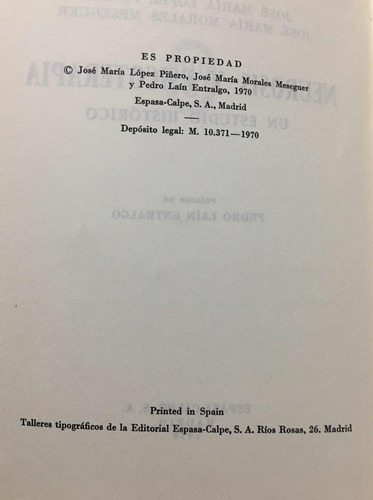 ES PROPIEDAD
© José María López Piñero, José María Morales Meseguer
y Pedro Laín Entralgo, 1970
Espasa-Calpe, S. A., Madrid
Depósito legal: M. 10.371—1970
Printed in Spain
Talleres tipográficos de la Editorial Espasa-Calpe, S. A. Ríos Rosas, 26. Madrid